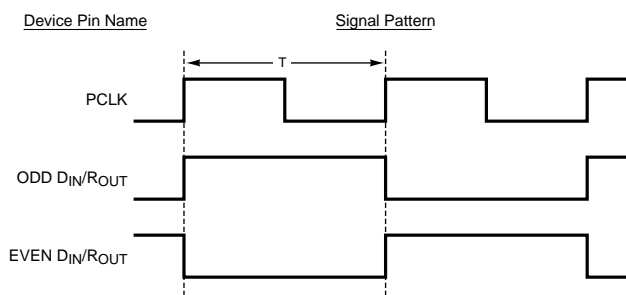 Device Pin Name Signal Pattern
T
PCLK
ODD DIN/ROUT
EVEN DIN/ROUT